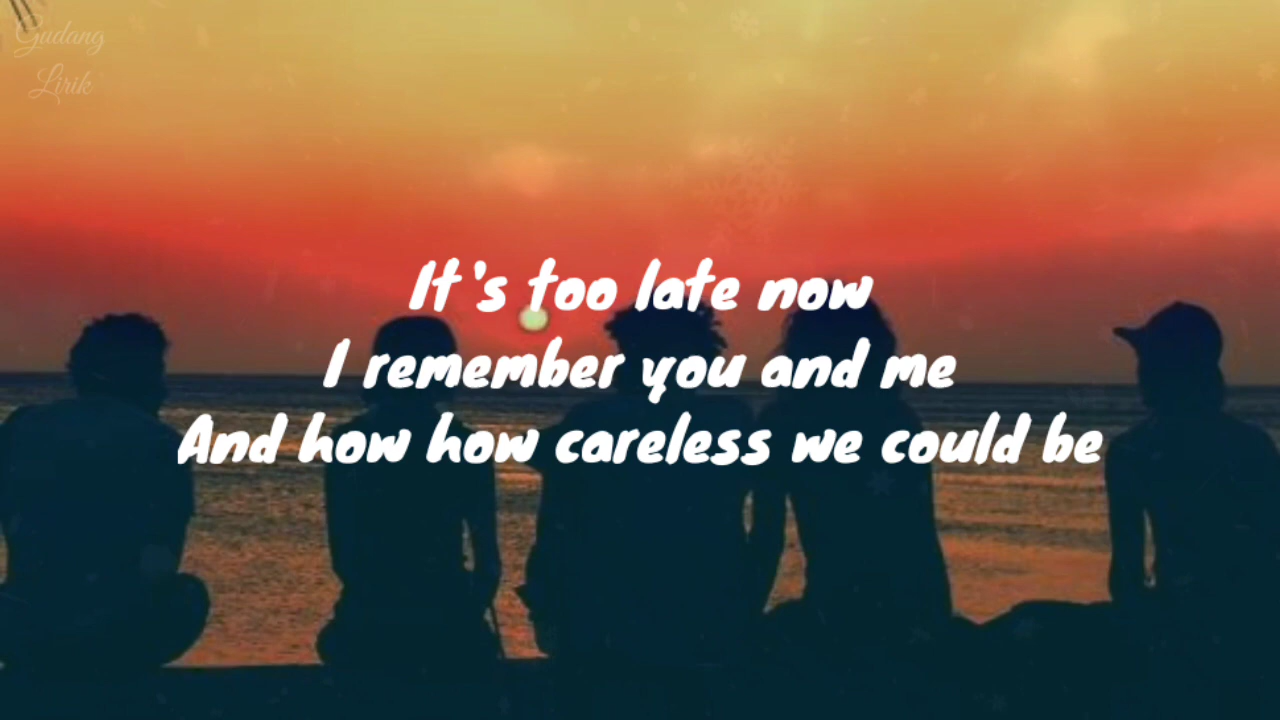 Gudang
Lirik
It's too late now
I remember you and me
And how how careless we could be